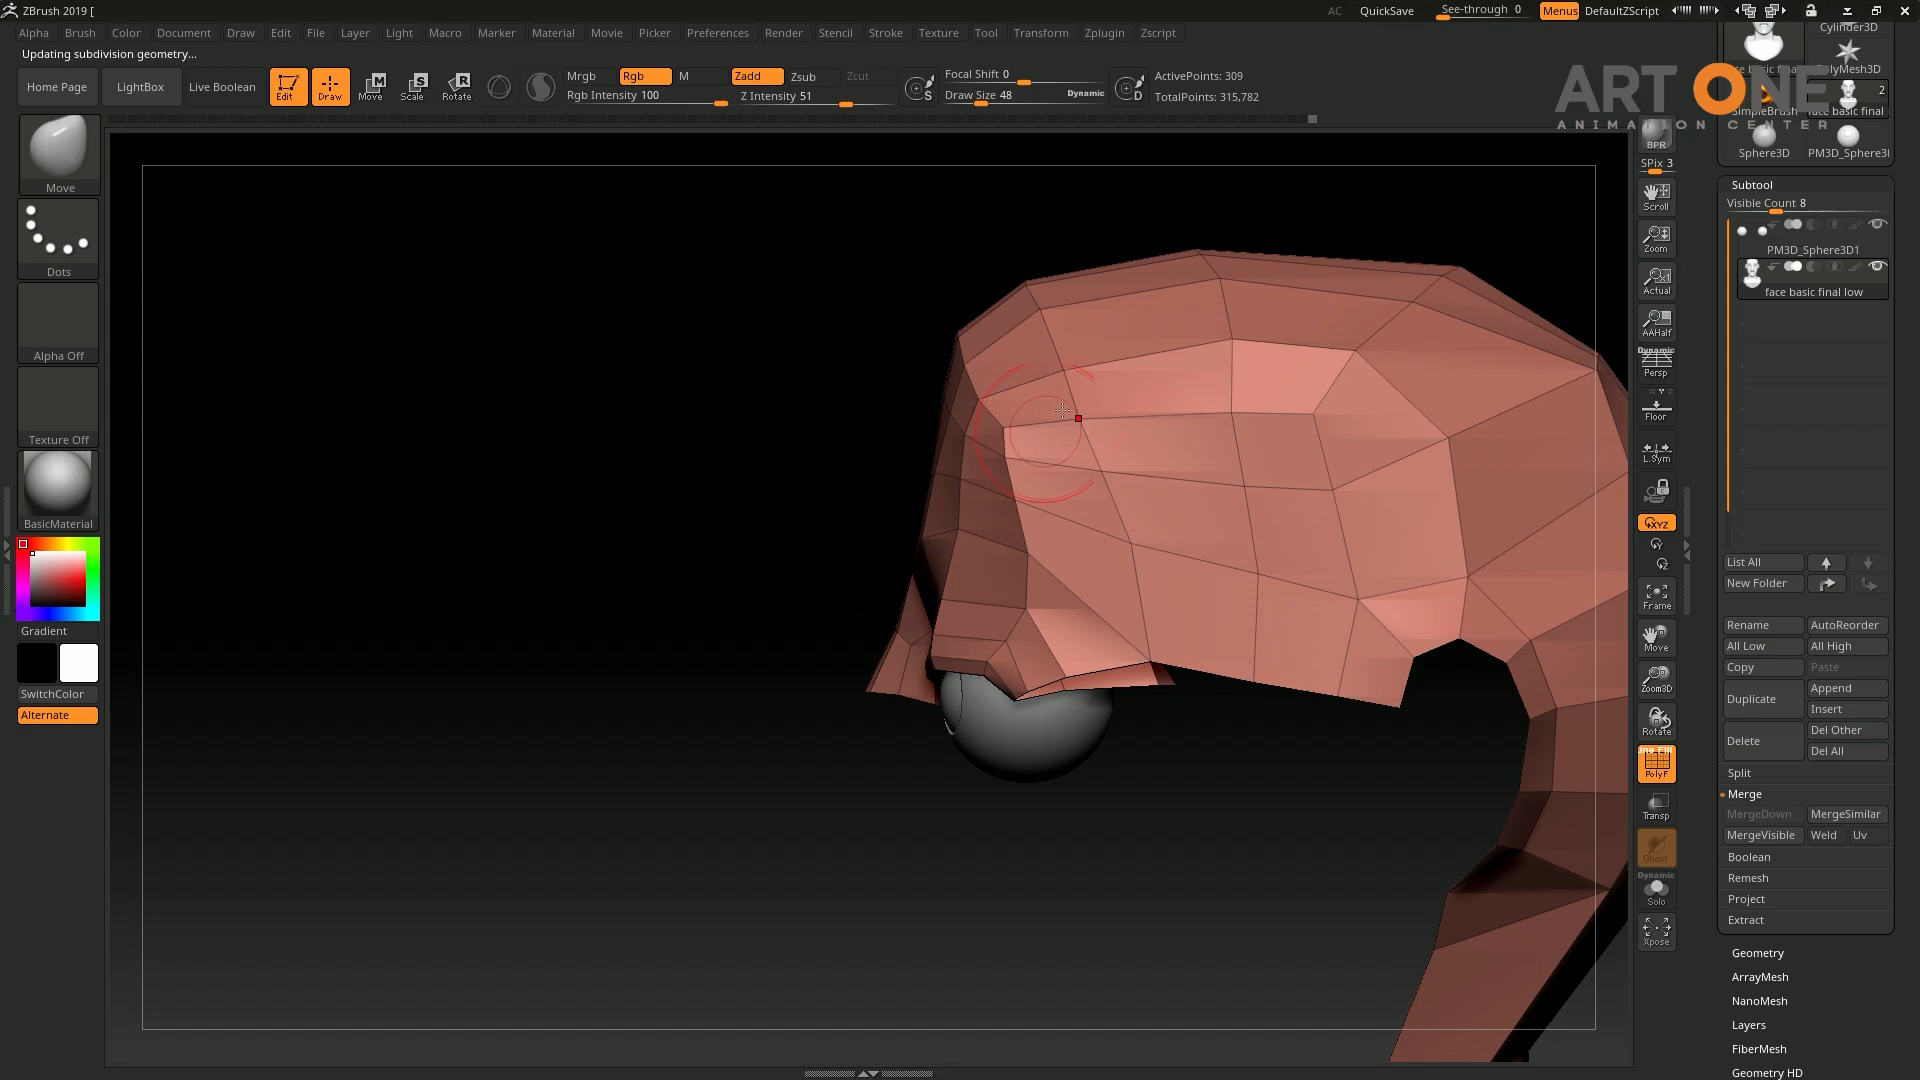 ZBrush 2019 [
AC QuickSave See-through 0 Menus DefaultZScript
Alpha Brush Color Document Draw Edit File Layer Light Macro Marker Material Movie Picker Preferences Render Stencil Stroke Texture Tool Transform Zplugin Zscript
Updating subdivision geometry...
Home Page LightBox Live Boolean Edit Draw Move Scale Rotate
Mrgb Rgb M Zadd Zsub Zcut
Rgb Intensity 100 Z Intensity 51
S Focal Shift 0
Draw Size 48 Dynamic D
ActivePoints: 309
TotalPoints: 315,782
ART ONE
ANIMATION CENTER
Move
Dots
Alpha Off
Texture Off
BasicMaterial
Gradient
SwitchColor
Alternate
BPR
SPix 3
Scroll
Zoom
Actual
AAHalf
Dynamic
Persp
Floor
L.Sym
XYZ
Y
Z
Frame
Move
Zoom3D
Rotate
Line Fill
PolyF
Transp
Ghost
Dynamic
Solo
Xpose
Cylinder3D
PolyMesh3D
2
SimpleBrush face basic final
Sphere3D PM3D_Sphere3I
Subtool
Visible Count 8
PM3D_Sphere3D1
face basic final low
List All
New Folder
Rename AutoReorder
All Low All High
Copy Paste
Duplicate Append
Insert
Delete Del Other
Del All
Split
Merge
MergeDown MergeSimilar
MergeVisible Weld Uv
Boolean
Remesh
Project
Extract
Geometry
ArrayMesh
NanoMesh
Layers
FiberMesh
Geometry HD